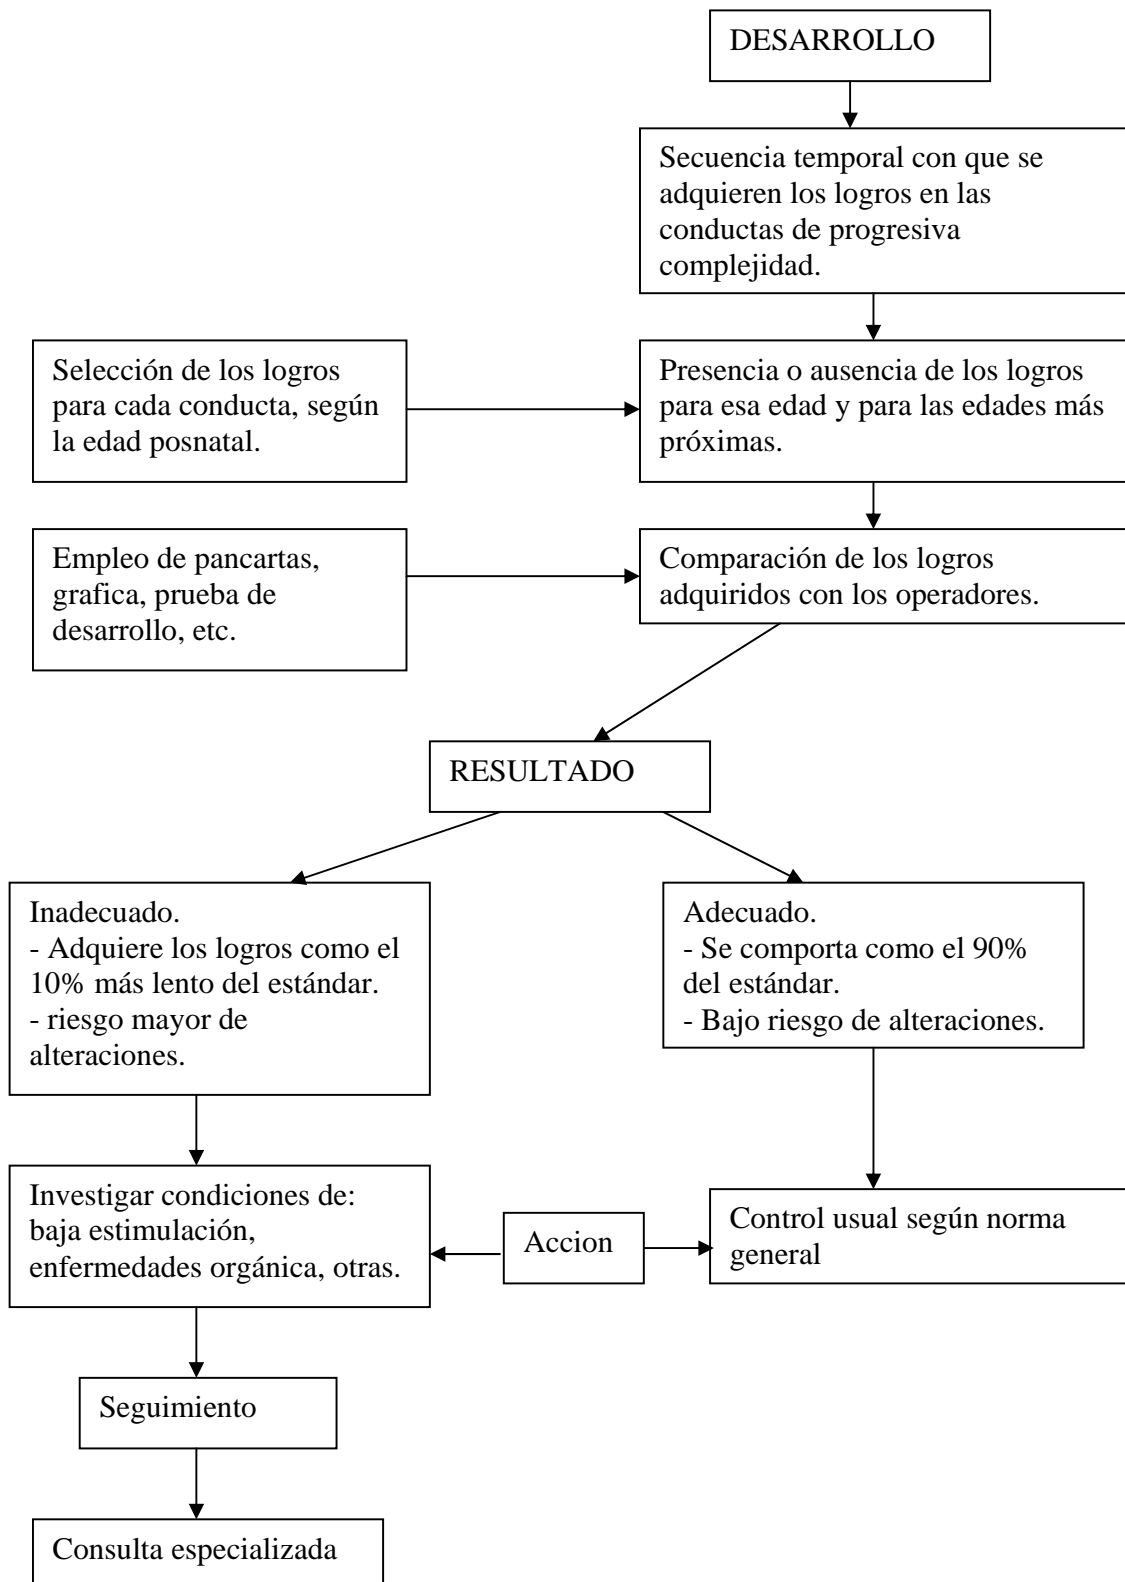 DESARROLLO
Secuencia temporal con que se
adquieren los logros en las
conductas de progresiva
complejidad.
Selección de los logros
para cada conducta, según
la edad posnatal.
Presencia o ausencia de los logros
para esa edad y para las edades más
próximas.
Empleo de pancartas,
grafica, prueba de
desarrollo, etc.
Comparación de los logros
adquiridos con los operadores.
RESULTADO
Inadecuado.
- Adquiere los logros como el
10% más lento del estándar.
- riesgo mayor de
alteraciones.
Adecuado.
- Se comporta como el 90%
del estándar.
- Bajo riesgo de alteraciones.
Investigar condiciones de:
baja estimulación,
enfermedades orgánica, otras.
Accion
Control usual según norma
general
Seguimiento
Consulta especializada